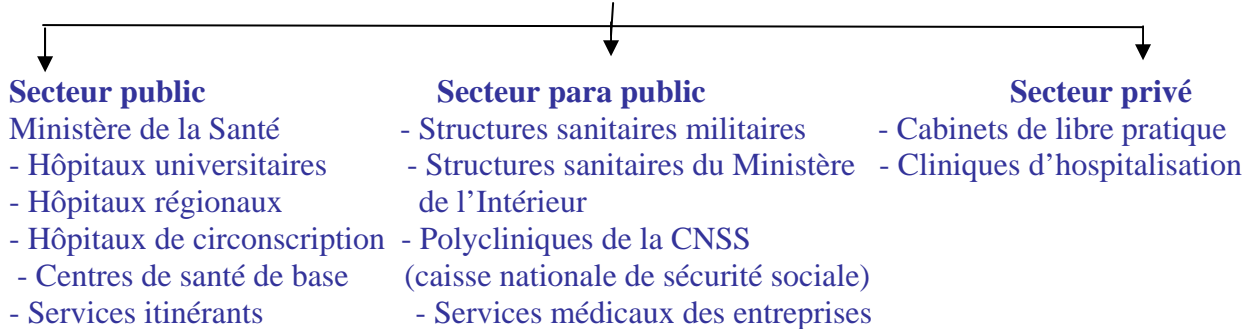 Secteur public
Ministère de la Santé
- Hôpitaux universitaires
- Hôpitaux régionaux
- Hôpitaux de circonscription
- Centres de santé de base
- Services itinérants
Secteur para public
- Structures sanitaires militaires
- Structures sanitaires du Ministère
de l’Intérieur
- Polycliniques de la CNSS
(caisse nationale de sécurité sociale)
- Services médicaux des entreprises
Secteur privé
- Cabinets de libre pratique
- Cliniques d’hospitalisation